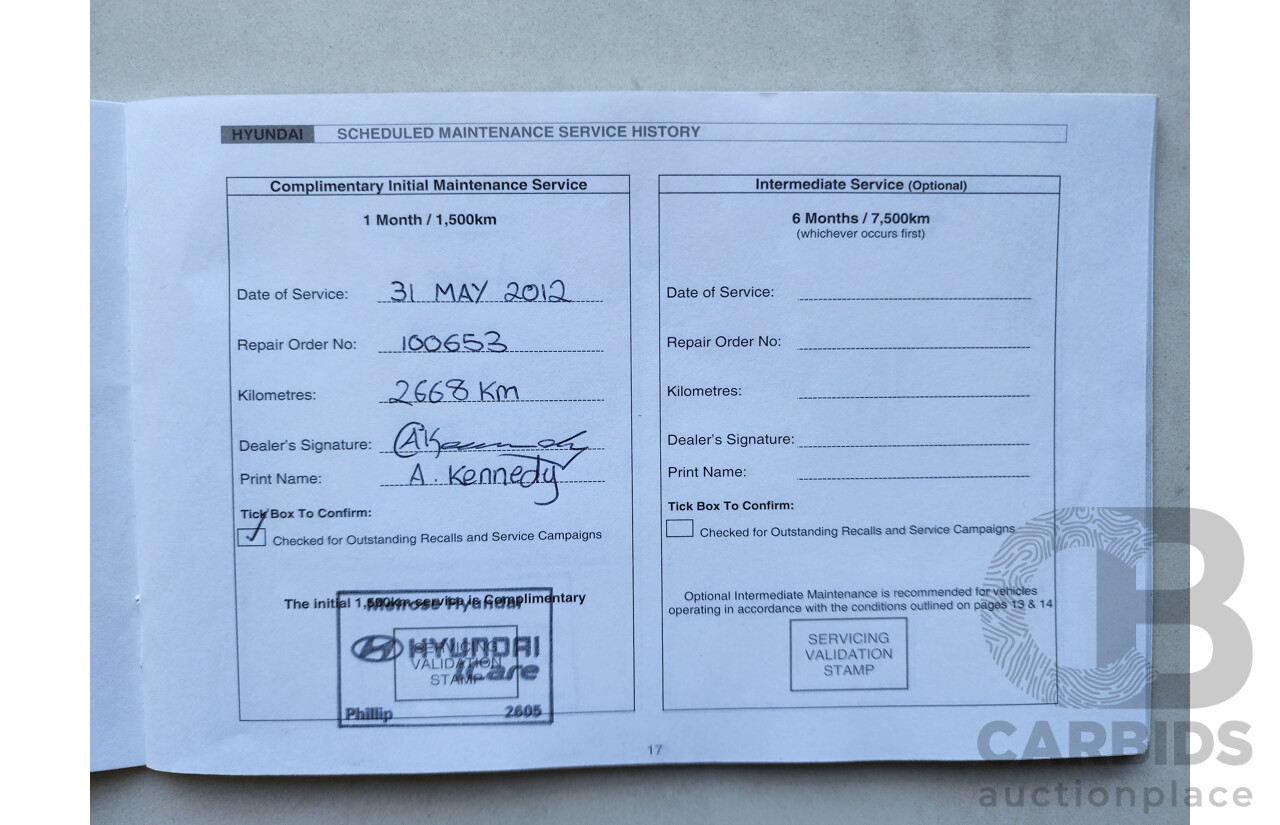 HYUNDAI SCHEDULED MAINTENANCE SERVICE HISTORY
Complimentary Initial Maintenance Service
1 Month / 1,500km
Date of Service: 31 MAY 2012
Repair Order No: 100653
Kilometres: 2668 Km
Dealer's Signature: AKennedy
Print Name: A. Kennedy
Tick Box To Confirm:
Checked for Outstanding Recalls and Service Campaigns
The initial 1,500km service is Complimentary
Hyundai
HYUNDAI
iCare
Phillip 2605
SERVICING
VALIDATION
STAMP
Intermediate Service (Optional)
6 Months / 7,500km
(whichever occurs first)
Date of Service:
Repair Order No:
Kilometres:
Dealer's Signature:
Print Name:
Tick Box To Confirm:
Checked for Outstanding Recalls and Service Campaigns
Optional Intermediate Maintenance is recommended for vehicles
operating in accordance with the conditions outlined on pages 13 & 14
SERVICING
VALIDATION
STAMP
17
CB
CARBIDS
auctionplace